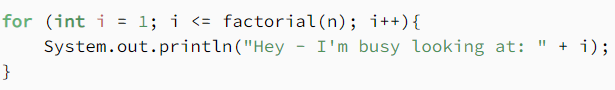 for (int i = 1; i <= factorial(n); i++){
    System.out.println("Hey - I'm busy looking at: " + i);
}